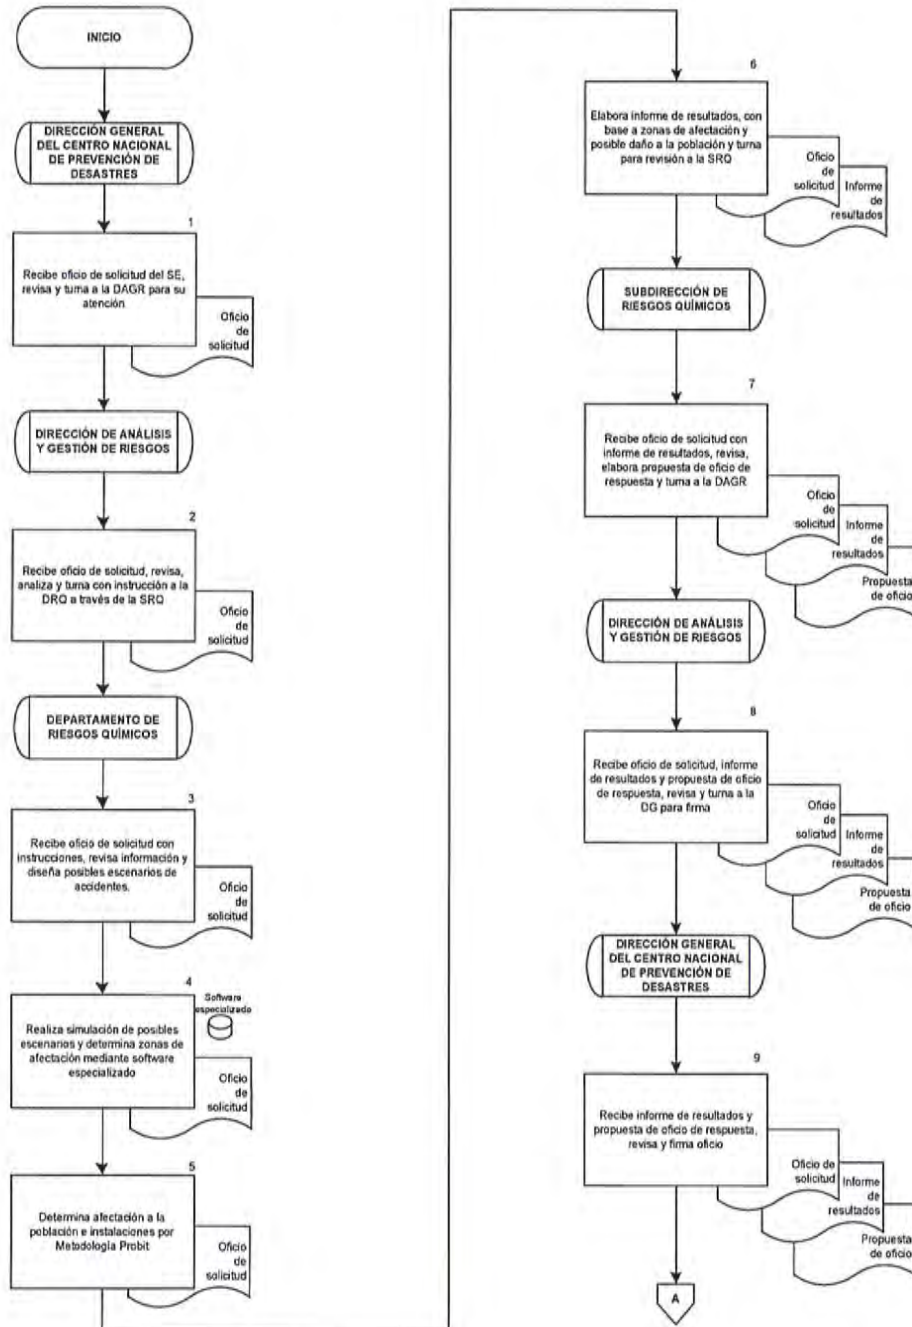 INICIO
DIRECCIÓN GENERAL
DEL CENTRO NACIONAL
DE PREVENCIÓN DE
DESASTRES
1
Recibe oficio de solicitud del SE,
revisa y turna a la DAGR para su
atención
Oficio
de
solicitud
DIRECCIÓN DE ANÁLISIS
Y GESTIÓN DE RIESGOS
2
Recibe oficio de solicitud, revisa,
analiza y turna con instrucción a la
DRQ a través de la SRQ
Oficio
de
solicitud
DEPARTAMENTO DE
RIESGOS QUÍMICOS
3
Recibe oficio de solicitud con
instrucciones, revisa información y
diseña posibles escenarios de
accidentes.
Oficio
de
solicitud
4
Software
especializado
Realiza simulación de posibles
escenarios y determina zonas de
afectación mediante software
especializado
Oficio
de
solicitud
5
Determina afectación a la
población e instalaciones por
Metodología Probit
Oficio
de
solicitud
6
Elabora informe de resultados, con
base a zonas de afectación y
posible daño a la población y turna
para revisión a la SRQ
Oficio
de
solicitud
Informe
de
resultados
SUBDIRECCIÓN DE
RIESGOS QUÍMICOS
7
Recibe oficio de solicitud con
informe de resultados, revisa,
elabora propuesta de oficio de
respuesta y turna a la DAGR
Oficio
de
solicitud
Informe
de
resultados
Propuesta
de oficio
DIRECCIÓN DE ANÁLISIS
Y GESTIÓN DE RIESGOS
8
Recibe oficio de solicitud, informe
de resultados y propuesta de oficio
de respuesta, revisa y turna a la
DG para firma
Oficio
de
solicitud
Informe
de
resultados
Propuesta
de oficio
DIRECCIÓN GENERAL
DEL CENTRO NACIONAL
DE PREVENCIÓN DE
DESASTRES
9
Recibe informe de resultados y
propuesta de oficio de respuesta,
revisa y firma oficio
Oficio de
solicitud
Informe
de
resultados
Propuesta
de oficio
A